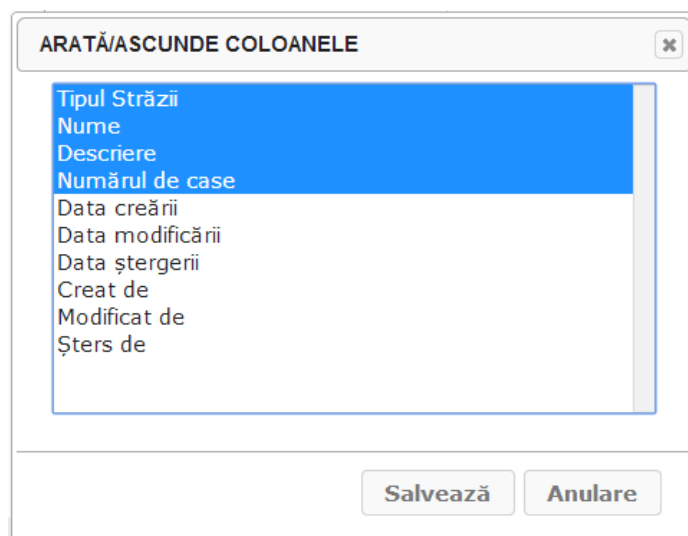 ARATĂ/ASCUNDE COLOANELE
Tipul Străzii
Nume
Descriere
Numărul de case
Data creării
Data modificării
Data ștergerii
Creat de
Modificat de
Șters de
Salvează Anulare